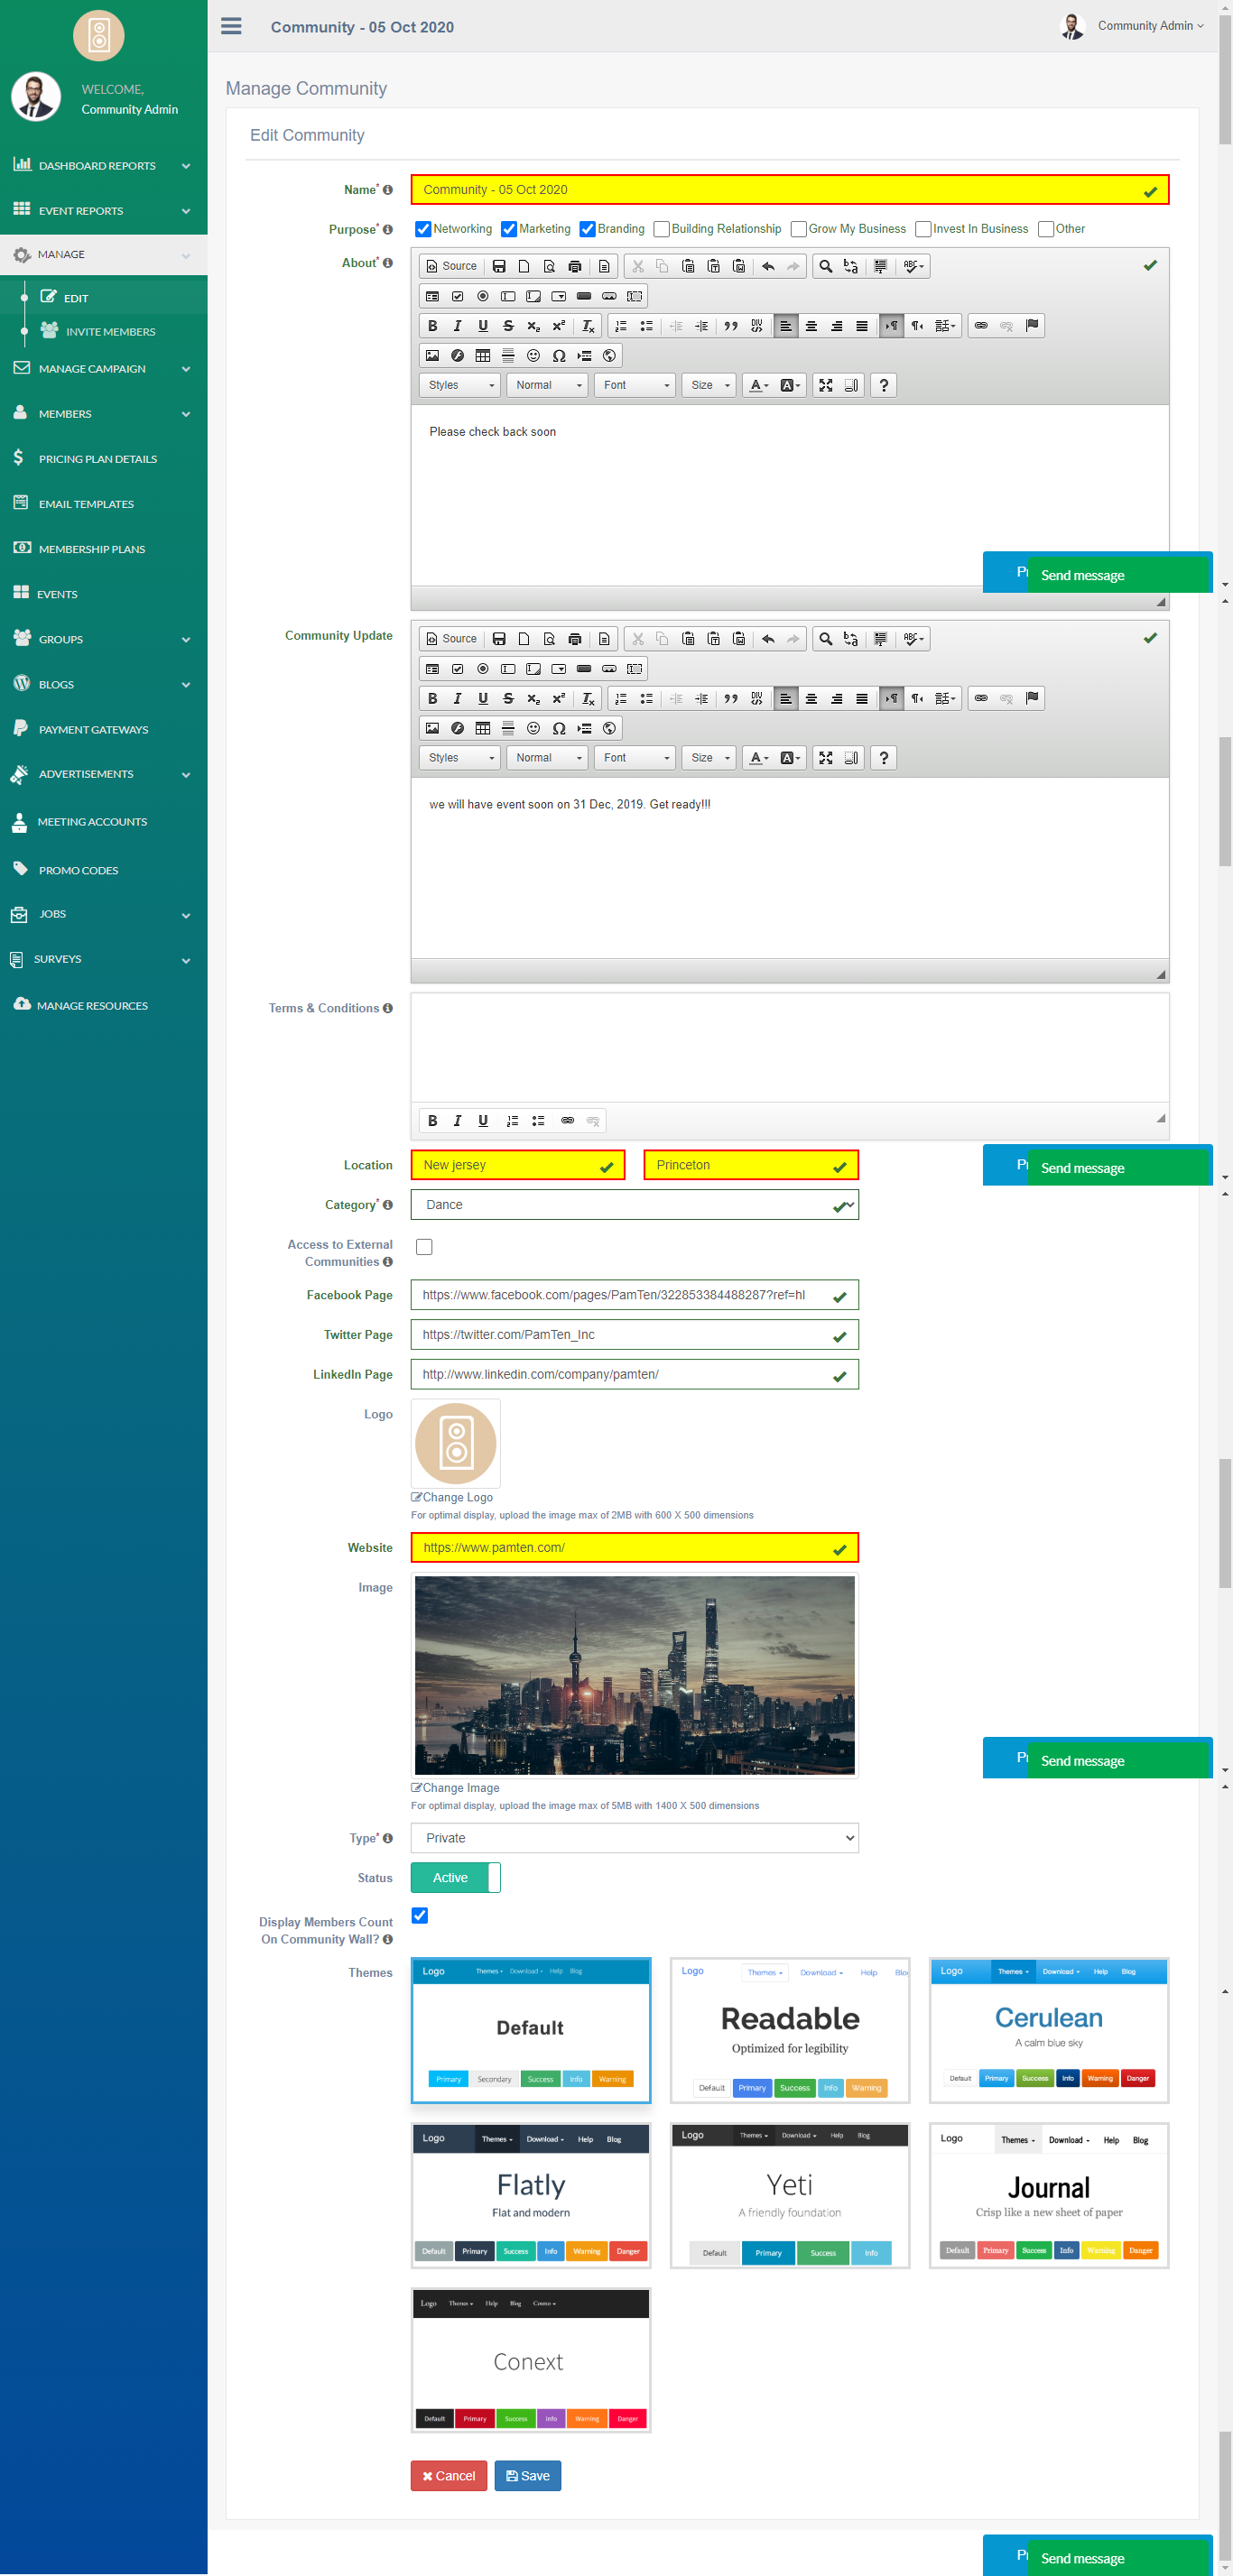 Community - 05 Oct 2020
Community Admin
WELCOME,
Community Admin
DASHBOARD REPORTS
EVENT REPORTS
MANAGE
EDIT
INVITE MEMBERS
MANAGE CAMPAIGN
MEMBERS
PRICING PLAN DETAILS
EMAIL TEMPLATES
MEMBERSHIP PLANS
EVENTS
GROUPS
BLOGS
PAYMENT GATEWAYS
ADVERTISEMENTS
MEETING ACCOUNTS
PROMO CODES
JOBS
SURVEYS
MANAGE RESOURCES
Manage Community
Edit Community
Name* Community - 05 Oct 2020
Purpose* Networking Marketing Branding Building Relationship Grow My Business Invest In Business Other
About*
Source
Styles Normal Font Size
Please check back soon
Send message
Community Update
Source
Styles Normal Font Size
we will have event soon on 31 Dec, 2019. Get ready!!!
Terms & Conditions
Location New jersey Princeton
Send message
Category* Dance
Access to External
Communities
Facebook Page https://www.facebook.com/pages/PamTen/322853384488287?ref=hl
Twitter Page https://twitter.com/PamTen_Inc
LinkedIn Page http://www.linkedin.com/company/pamten/
Logo
Change Logo
For optimal display, upload the image max of 2MB with 600 X 500 dimensions
Website https://www.pamten.com/
Image
Send message
Change Image
For optimal display, upload the image max of 5MB with 1400 X 500 dimensions
Type* Private
Status Active
Display Members Count
On Community Wall?
Themes
Logo Themes Download Help Blog
Default
Primary Secondary Success Info Warning
Logo Themes Download Help Blo
Readable
Optimized for legibility
Default Primary Success Info Warning
Logo Themes Download Help Blog
Cerulean
A calm blue sky
Default Primary Success Info Warning Danger
Logo Themes Download Help Blog
Flatly
Flat and modern
Default Primary Success Info Warning Danger
Logo Themes Download Help Blog
Yeti
A friendly foundation
Default Primary Success Info
Logo Themes Download Help Blog
Journal
Crisp like a new sheet of paper
Default Primary Success Info Warning Danger
Logo Themes Help Blog Cosmo
Conext
Default Primary Success Info Warning Danger
Cancel Save
Send message